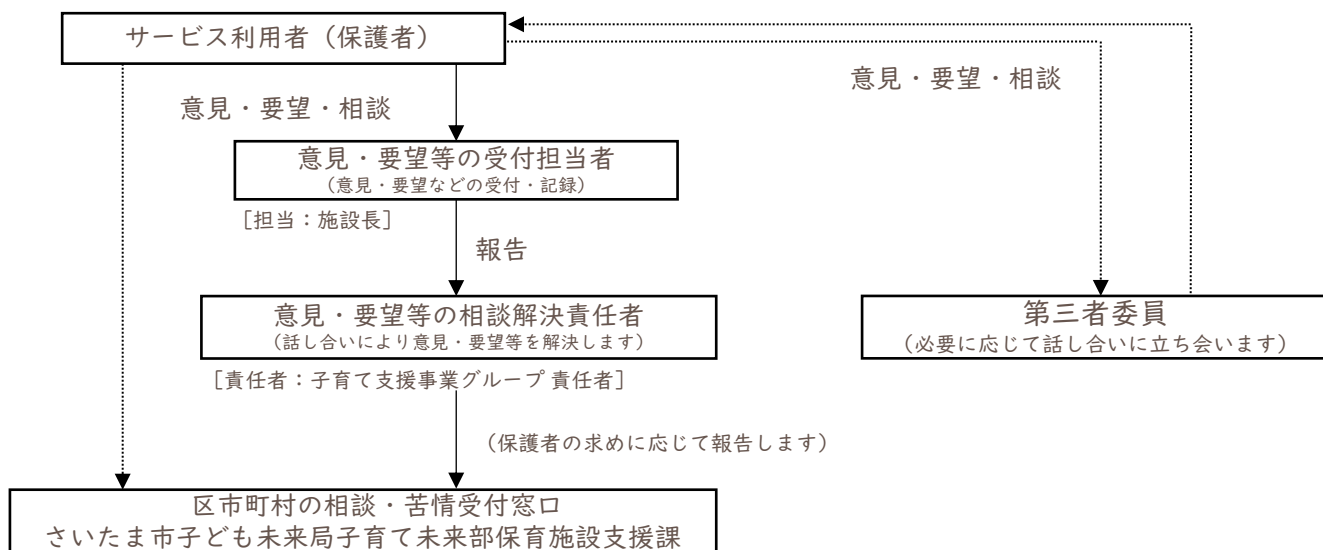 サービス利用者(保護者)
意見・要望・相談
意見・要望・相談
意見・要望等の受付担当者
(意見・要望などの受付・記録)
[担当:施設長]
報告
意見・要望等の相談解決責任者
(話し合いにより意見・要望等を解決します)
第三者委員
(必要に応じて話し合いに立ち会います)
[責任者:子育て支援事業グループ 責任者]
(保護者の求めに応じて報告します)
区市町村の相談・苦情受付窓口
さいたま市子ども未来局子育て未来部保育施設支援課